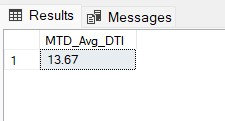 Results Messages
MTD_Avg_DTI
1 13.67